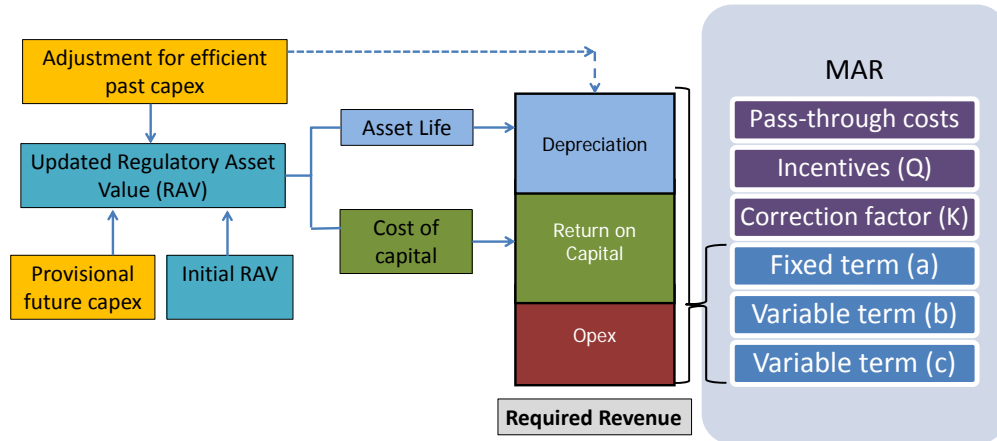 Adjustment for efficient
past capex
Updated Regulatory Asset
Value (RAV)
Provisional
future capex
Initial RAV
Asset Life
Cost of
capital
Depreciation
Return on
Capital
Opex
Required Revenue
MAR
Pass-through costs
Incentives (Q)
Correction factor (K)
Fixed term (a)
Variable term (b)
Variable term (c)